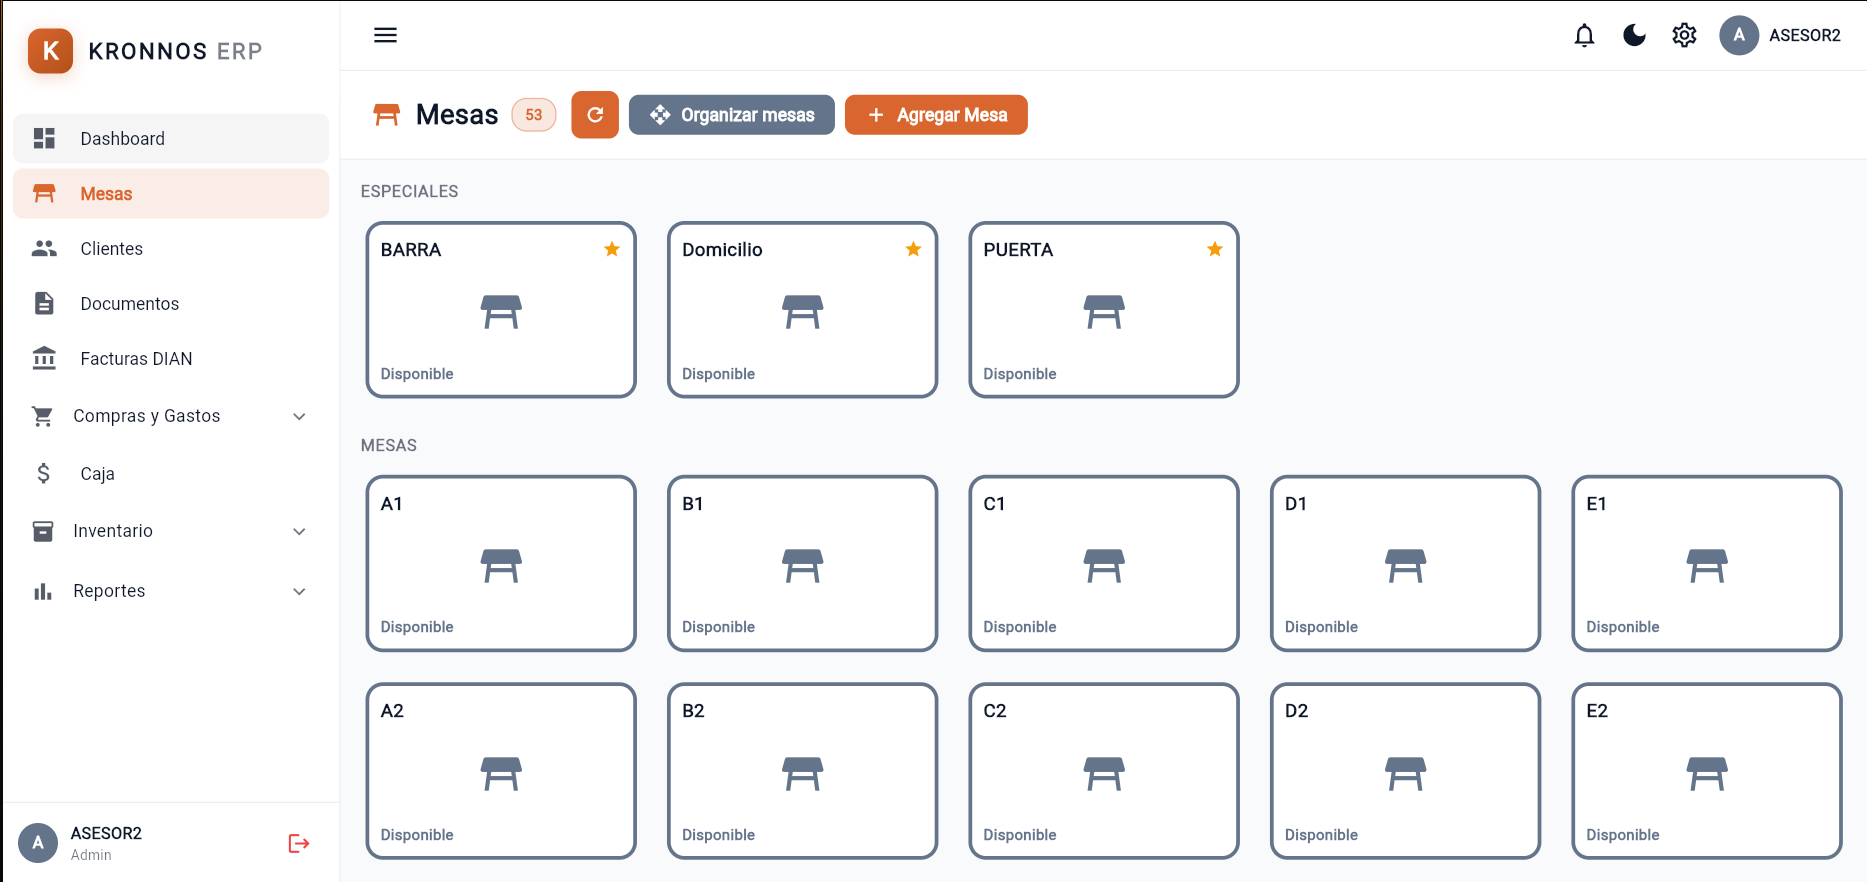 K KRONNOS ERP
Dashboard
Mesas
Clientes
Documentos
Facturas DIAN
Compras y Gastos
Caja
Inventario
Reportes
A ASESOR2
Admin
A ASESOR2
Mesas 53 Organizar mesas Agregar Mesa
ESPECIALES
BARRA Domicilio PUERTA
Disponible Disponible Disponible
MESAS
A1 B1 C1 D1 E1
Disponible Disponible Disponible Disponible Disponible
A2 B2 C2 D2 E2
Disponible Disponible Disponible Disponible Disponible